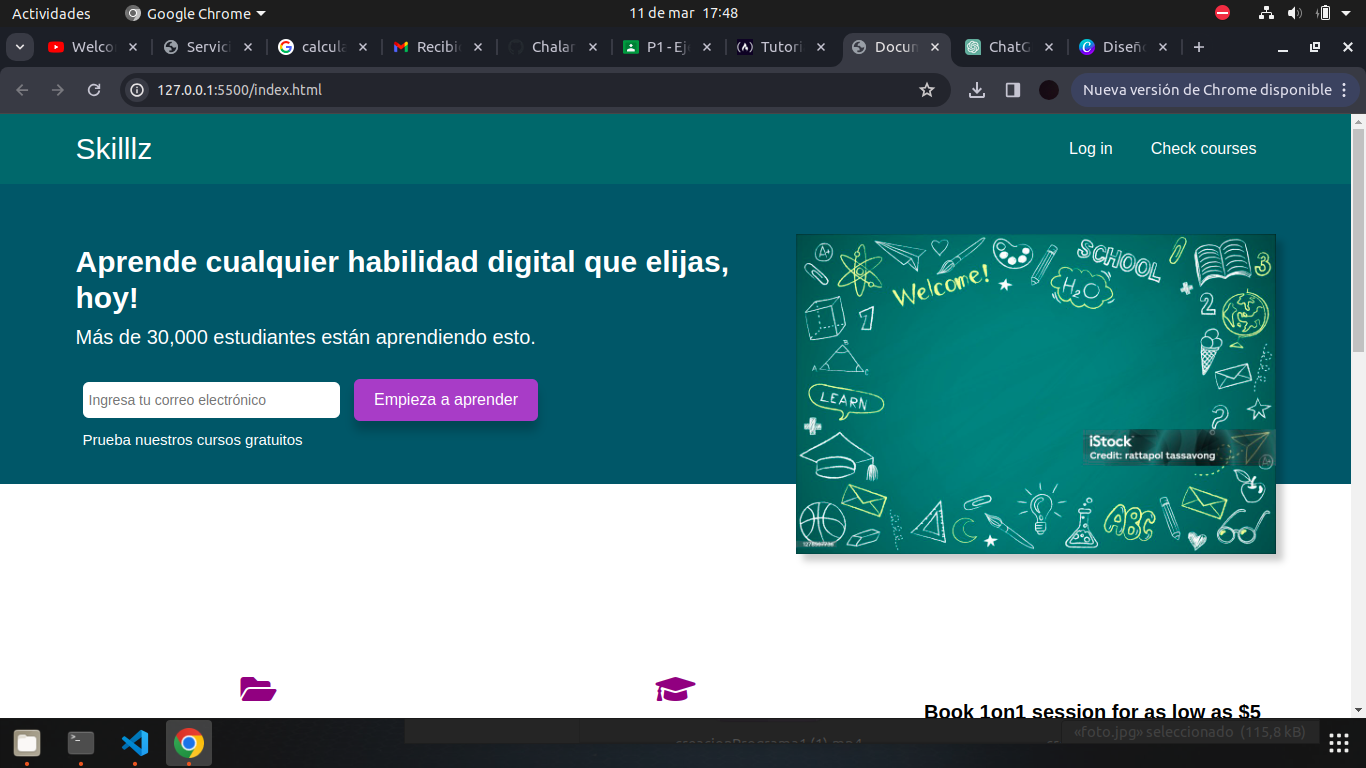 Actividades
Google Chrome
11 de mar 17:48
Welco
Servici
calcula
Recibi
Chalar
P1 - Eje
Tutori
Docum
ChatG
Diseño
127.0.0.1:5500/index.html
Nueva versión de Chrome disponible
Skilllz
Log in
Check courses
Aprende cualquier habilidad digital que elijas,
hoy!
Más de 30,000 estudiantes están aprendiendo esto.
Ingresa tu correo electrónico
Empieza a aprender
Prueba nuestros cursos gratuitos
A+
Welcome!
H2C
SCHOOL
3
2
1
B
A
C
LEARN
?
iStock
Credit: rattapol tassavong
A+
ABC
Book 1on1 session for as low as $5
«foto.jpg» seleccionado (115,8 kB)